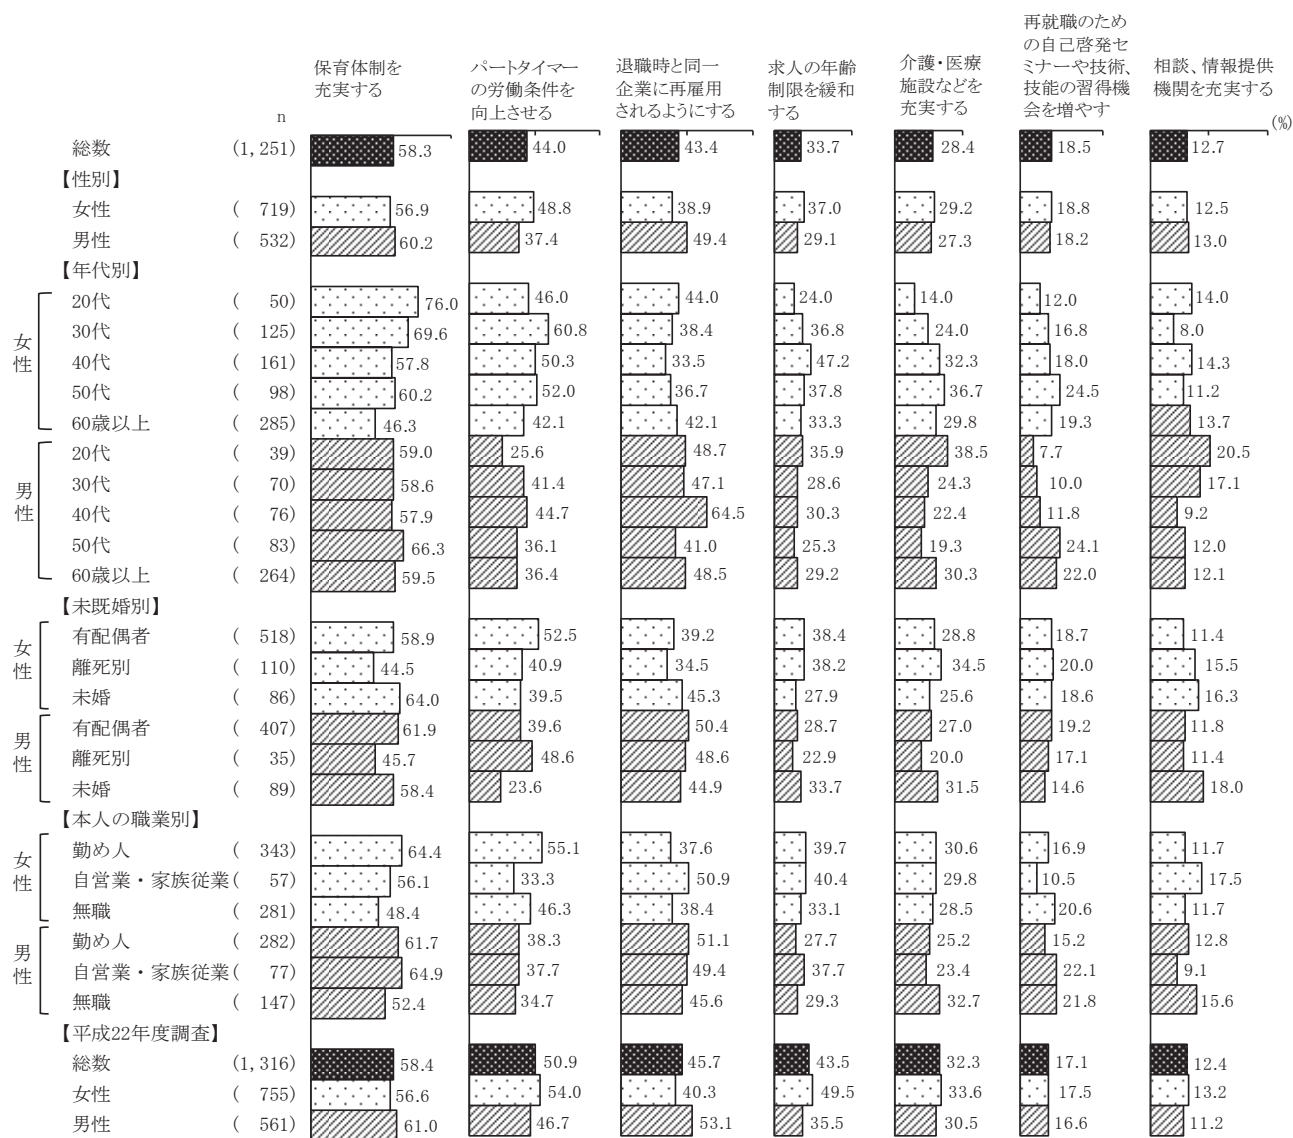 保育体制を
充実する
パートタイマー
の労働条件を
向上させる
退職時と同一
企業に再雇用
されるようにする
求人の年齢
制限を緩和
する
介護・医療
施設などを
充実する
再就職のため
の自己啓発セ
ミナーや技術、
技能の習得機
会を増やす
相談、情報提供
機関を充実する
n
(%)
総数 (1,251) 58.3 44.0 43.4 33.7 28.4 18.5 12.7
【性別】
女性 ( 719) 56.9 48.8 38.9 37.0 29.2 18.8 12.5
男性 ( 532) 60.2 37.4 49.4 29.1 27.3 18.2 13.0
【年代別】
女性
20代 ( 50) 76.0 46.0 44.0 24.0 14.0 12.0 14.0
30代 ( 125) 69.6 60.8 38.4 36.8 24.0 16.8 8.0
40代 ( 161) 57.8 50.3 33.5 47.2 32.3 18.0 14.3
50代 ( 98) 60.2 52.0 36.7 37.8 36.7 24.5 11.2
60歳以上 ( 285) 46.3 42.1 42.1 33.3 29.8 19.3 13.7
男性
20代 ( 39) 59.0 25.6 48.7 35.9 38.5 7.7 20.5
30代 ( 70) 58.6 41.4 47.1 28.6 24.3 10.0 17.1
40代 ( 76) 57.9 44.7 64.5 30.3 22.4 11.8 9.2
50代 ( 83) 66.3 36.1 41.0 25.3 19.3 24.1 12.0
60歳以上 ( 264) 59.5 36.4 48.5 29.2 30.3 22.0 12.1
【未既婚別】
女性
有配偶者 ( 518) 58.9 52.5 39.2 38.4 28.8 18.7 11.4
離死別 ( 110) 44.5 40.9 34.5 38.2 34.5 20.0 15.5
未婚 ( 86) 64.0 39.5 45.3 27.9 25.6 18.6 16.3
男性
有配偶者 ( 407) 61.9 39.6 50.4 28.7 27.0 19.2 11.8
離死別 ( 35) 45.7 48.6 48.6 22.9 20.0 17.1 11.4
未婚 ( 89) 58.4 23.6 44.9 33.7 31.5 14.6 18.0
【本人の職業別】
女性
勤め人 ( 343) 64.4 55.1 37.6 39.7 30.6 16.9 11.7
自営業・家族従業( 57) 56.1 33.3 50.9 40.4 29.8 10.5 17.5
無職 ( 281) 48.4 46.3 38.4 33.1 28.5 20.6 11.7
男性
勤め人 ( 282) 61.7 38.3 51.1 27.7 25.2 15.2 12.8
自営業・家族従業( 77) 64.9 37.7 49.4 37.7 23.4 22.1 9.1
無職 ( 147) 52.4 34.7 45.6 29.3 32.7 21.8 15.6
【平成22年度調査】
総数 (1,316) 58.4 50.9 45.7 43.5 32.3 17.1 12.4
女性 ( 755) 56.6 54.0 40.3 49.5 33.6 17.5 13.2
男性 ( 561) 61.0 46.7 53.1 35.5 30.5 16.6 11.2